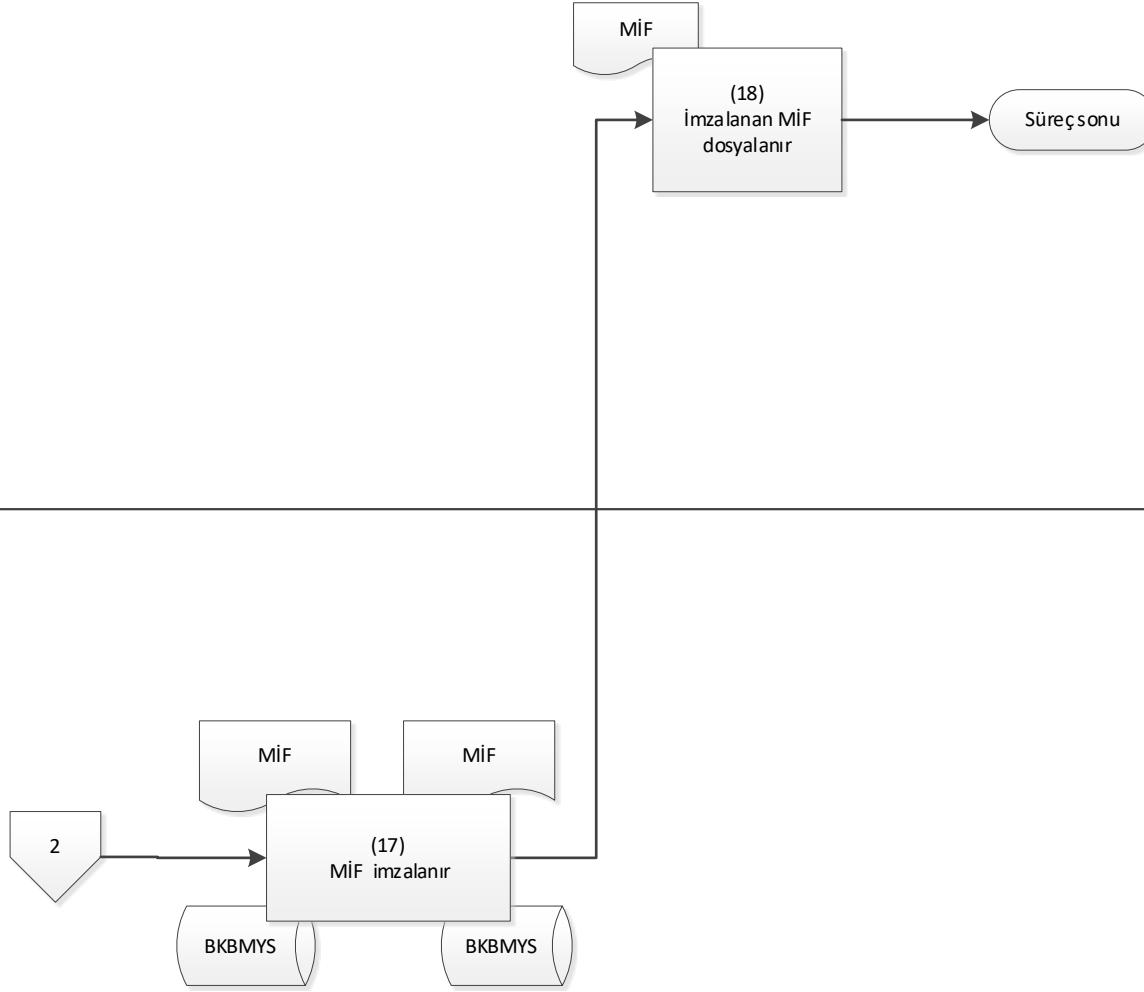 MİF
(18)
İmzalanan MİF
dosyalanır
Süreç sonu
MİF
MİF
2
(17)
MİF imzalanır
BKBMYS
BKBMYS